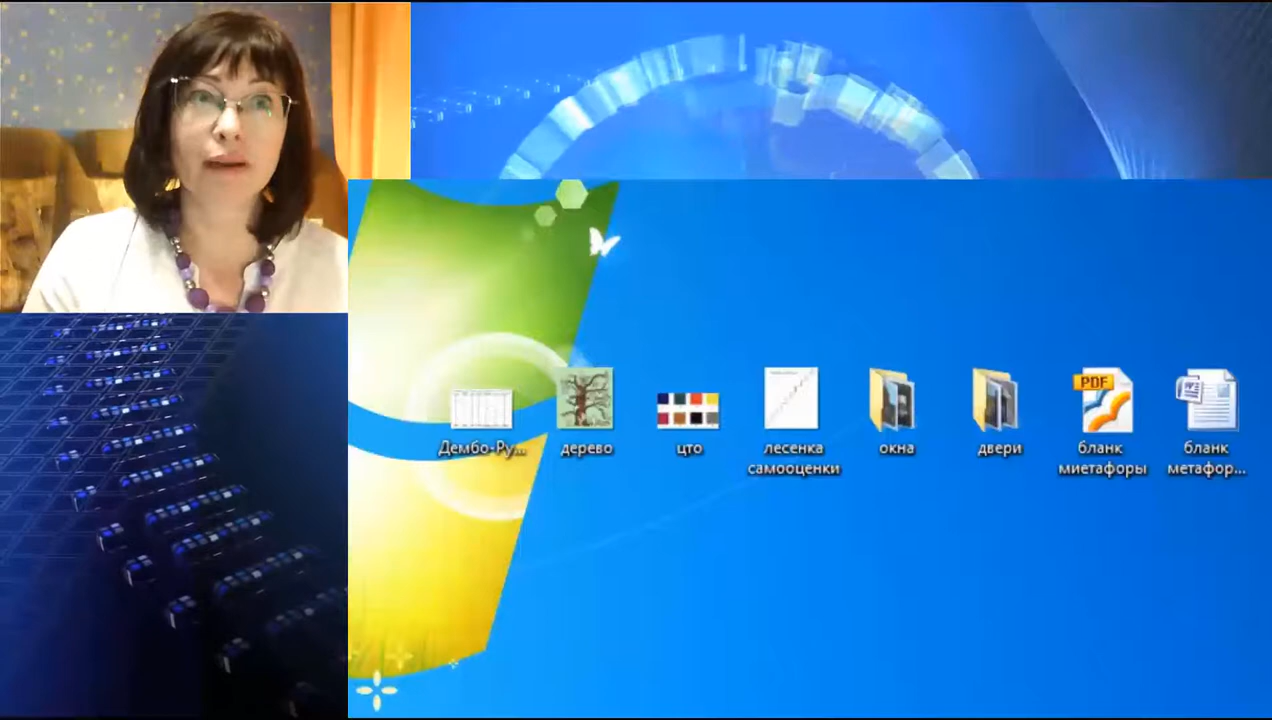 Дембо-Ру...
дерево
цто
лесенка
самооценки
окна
двери
PDF
бланк
миетафоры
W
бланк
метафор...